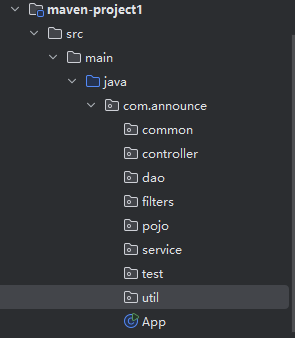 maven-project1
src
main
java
com.announce
common
controller
dao
filters
pojo
service
test
util
App